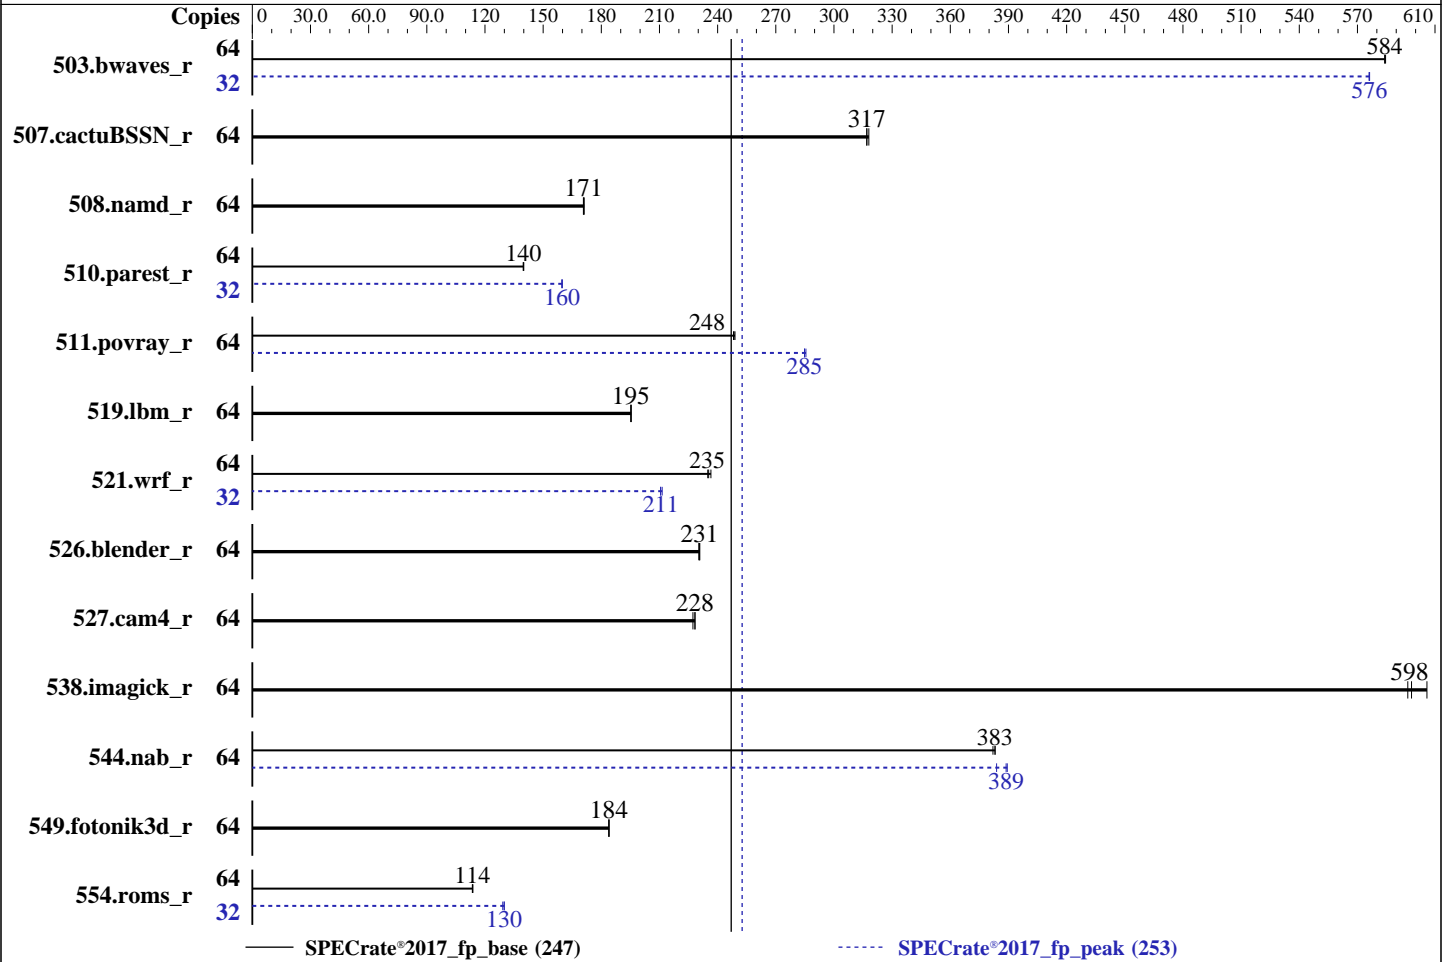 Copies 0 30.0 60.0 90.0 120 150 180 210 240 270 300 330 360 390 420 450 480 510 540 570 610
503.bwaves_r 64 584
32 576
507.cactuBSSN_r 64 317
508.namd_r 64 171
510.parest_r 64 140
32 160
511.povray_r 64 248
285
519.lbm_r 64 195
521.wrf_r 64 235
32 211
526.blender_r 64 231
527.cam4_r 64 228
538.imagick_r 64 598
544.nab_r 64 383
389
549.fotonik3d_r 64 184
554.roms_r 64 114
32 130
SPECrate®2017_fp_base (247) SPECrate®2017_fp_peak (253)